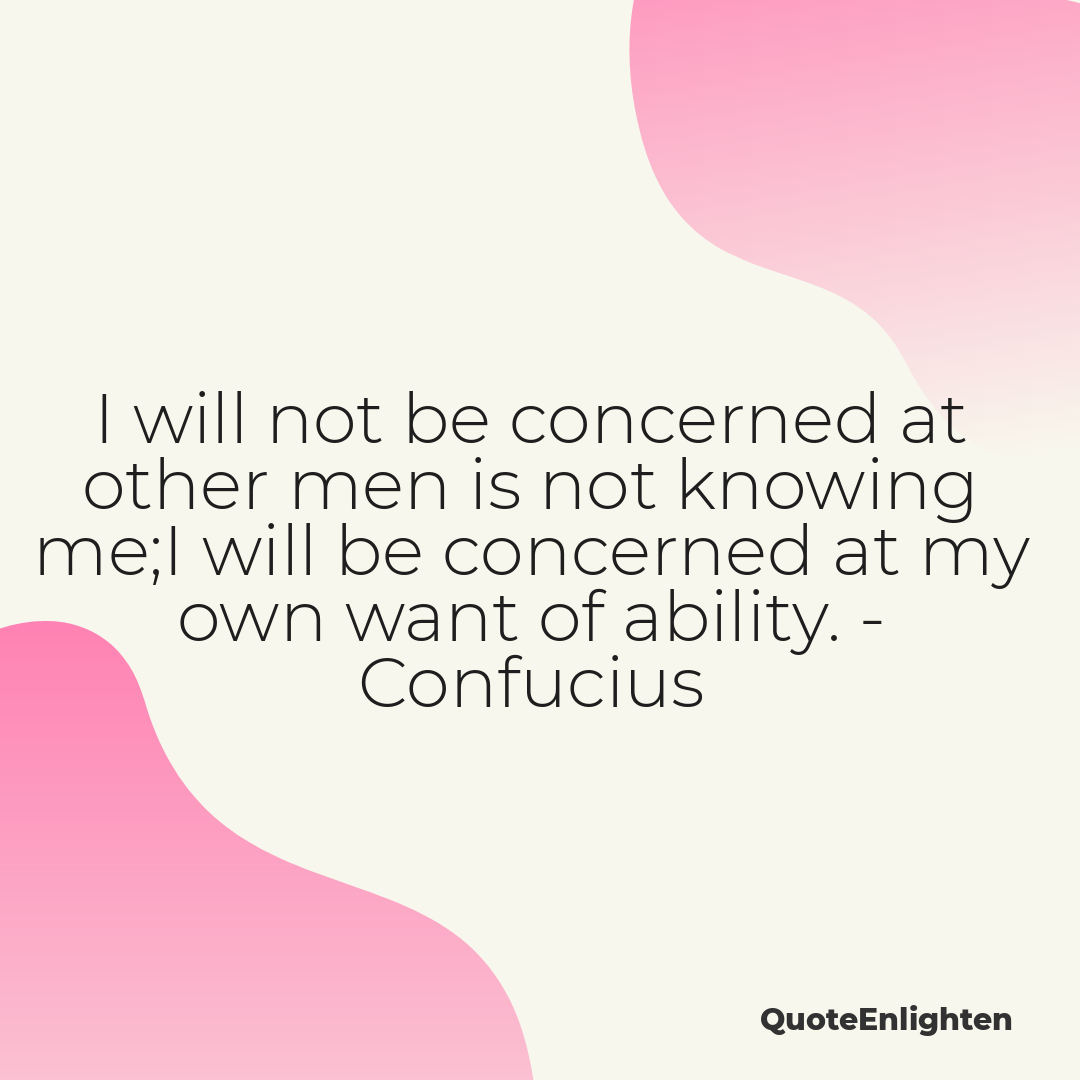 I will not be concerned at
other men is not knowing
me;I will be concerned at my
own want of ability. -
Confucius
QuoteEnlighten